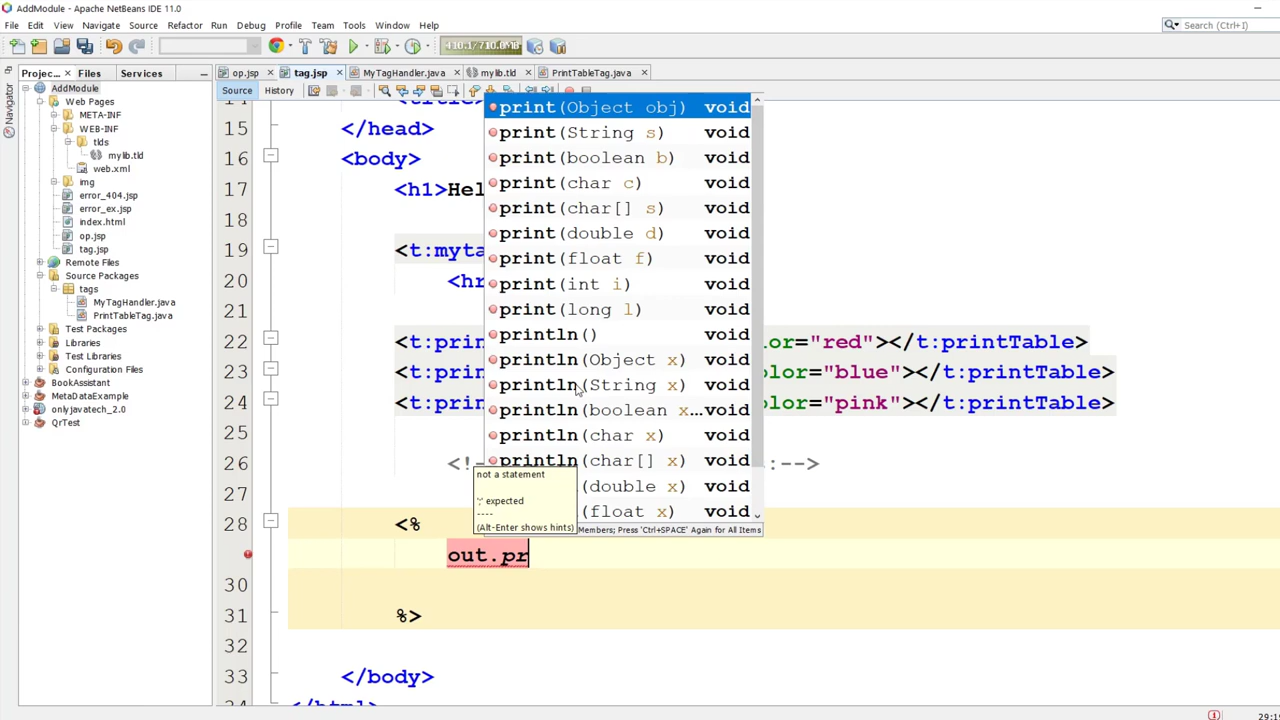 AddModule - Apache NetBeans IDE 11.0
File Edit View Navigate Source Refactor Run Debug Profile Team Tools Window Help
Search (Ctrl+I)
410.1/710.0MB
Projec... Files Services
op.jsp tag.jsp MyTagHandler.java mylib.tld PrintTableTag.java
Source History
Navigator
AddModule
Web Pages
META-INF
WEB-INF
tlds
mylib.tld
web.xml
img
error_404.jsp
error_ex.jsp
index.html
op.jsp
tag.jsp
Remote Files
Source Packages
tags
MyTagHandler.java
PrintTableTag.java
Test Packages
Libraries
Test Libraries
Configuration Files
BookAssistant
MetaDataExample
onlyjavatech_2.0
QrTest
15 </head>
16 <body>
17 <h1>Hel
18
19 <t:myta
20 <hr
21
22 <t:prin olor="red"></t:printTable>
23 <t:prin olor="blue"></t:printTable>
24 <t:prin olor="pink"></t:printTable>
25
26 <!-- :-->
27
28 <%
out.pr
30
31 %>
32
33 </body>
34 </html>
print(Object obj) void
print(String s) void
print(boolean b) void
print(char c) void
print(char[] s) void
print(double d) void
print(float f) void
print(int i) void
print(long l) void
println() void
println(Object x) void
println(String x) void
println(boolean x... void
println(char x) void
println(char[] x) void
(double x) void
(float x) void
Members; Press 'Ctrl+SPACE' Again for All Items
not a statement
';' expected
----
(Alt-Enter shows hints)